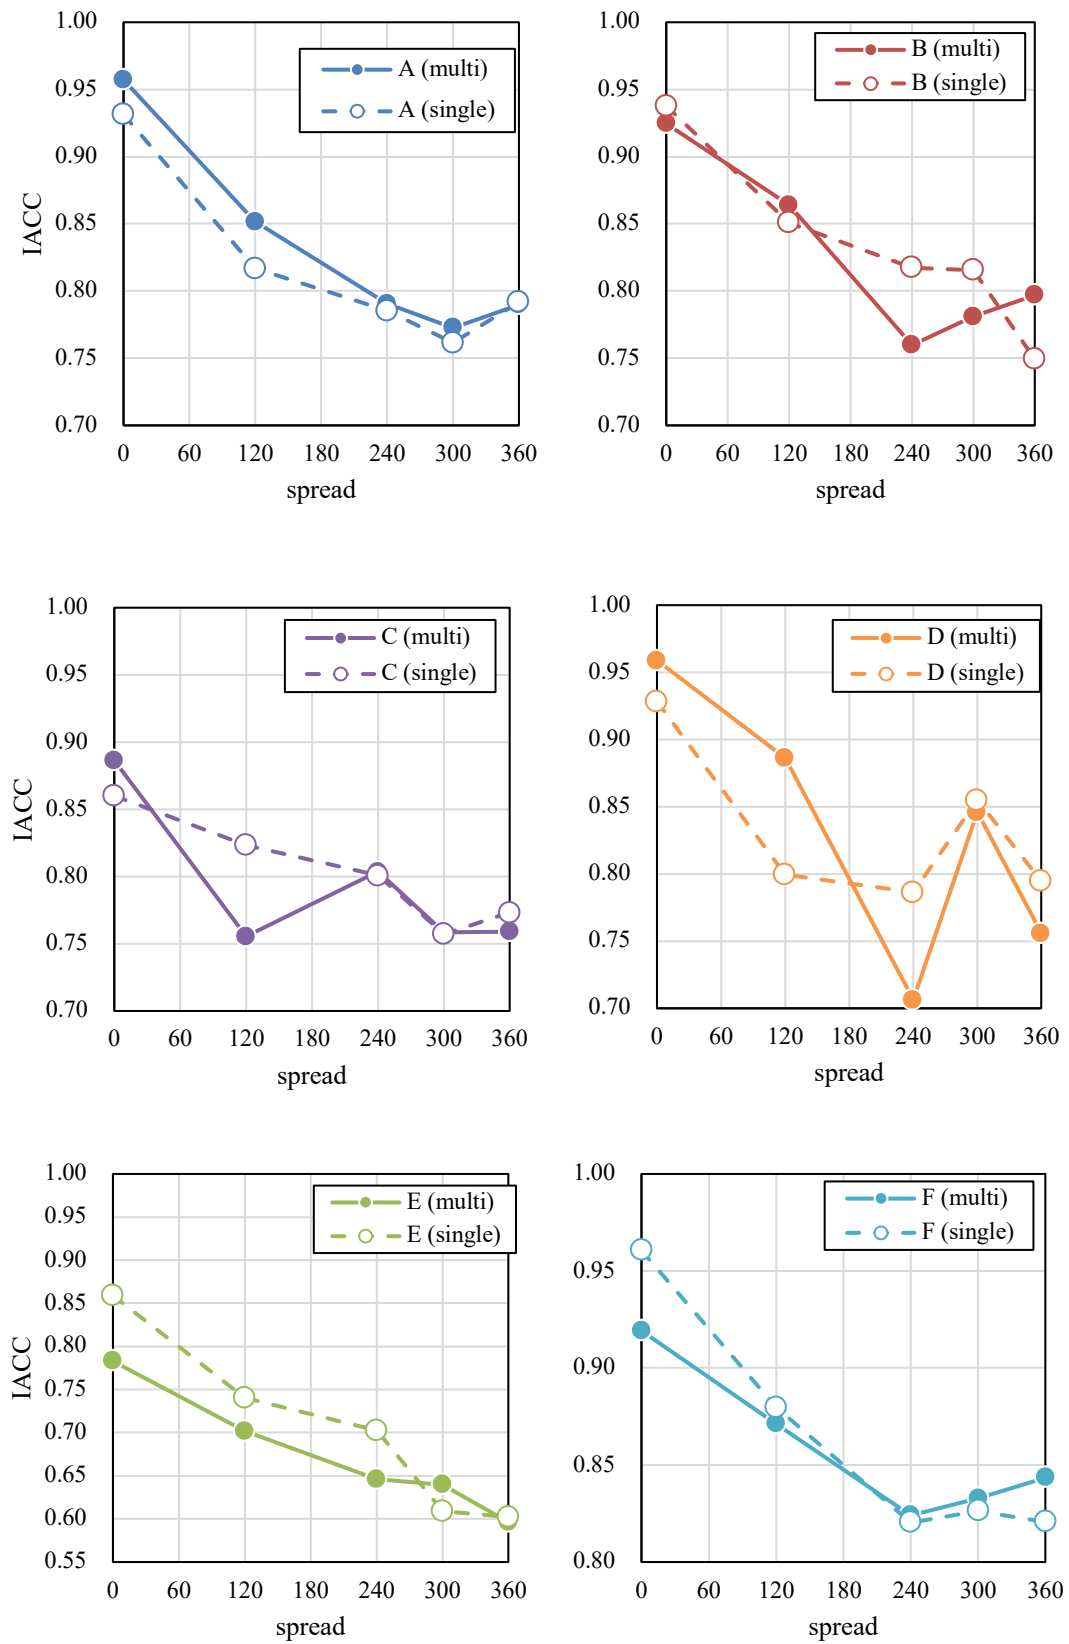 1.00
0.95
0.90
0.85
0.80
0.75
0.70
IACC
A (multi)
A (single)
0 60 120 180 240 300 360
spread
1.00
0.95
0.90
0.85
0.80
0.75
0.70
B (multi)
B (single)
0 60 120 180 240 300 360
spread
1.00
0.95
0.90
0.85
0.80
0.75
0.70
IACC
C (multi)
C (single)
0 60 120 180 240 300 360
spread
1.00
0.95
0.90
0.85
0.80
0.75
0.70
D (multi)
D (single)
0 60 120 180 240 300 360
spread
1.00
0.95
0.90
0.85
0.80
0.75
0.70
0.65
0.60
0.55
IACC
E (multi)
E (single)
0 60 120 180 240 300 360
spread
1.00
0.95
0.90
0.85
0.80
F (multi)
F (single)
0 60 120 180 240 300 360
spread